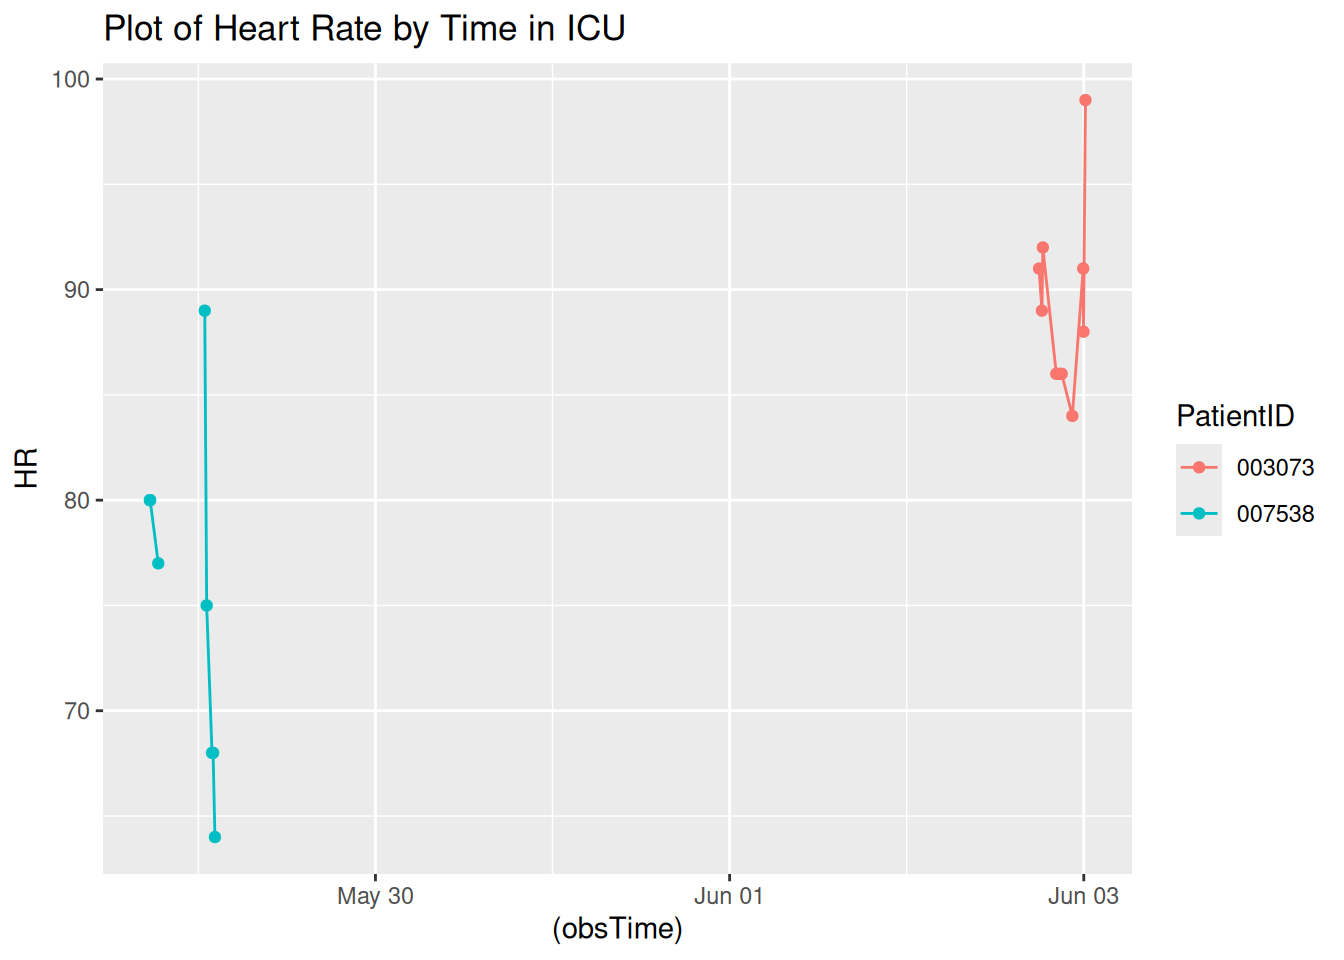 Plot of Heart Rate by Time in ICU
100
90
80
70
HR
May 30
Jun 01
Jun 03
(obsTime)
PatientID
003073
007538